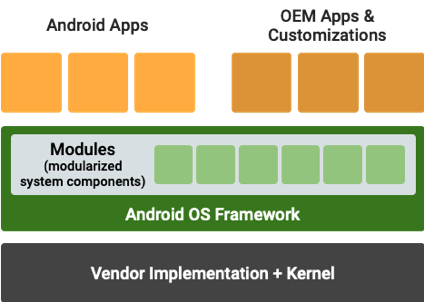 Android Apps
OEM Apps &
Customizations
Modules
(modularized
system components)
Android OS Framework
Vendor Implementation + Kernel